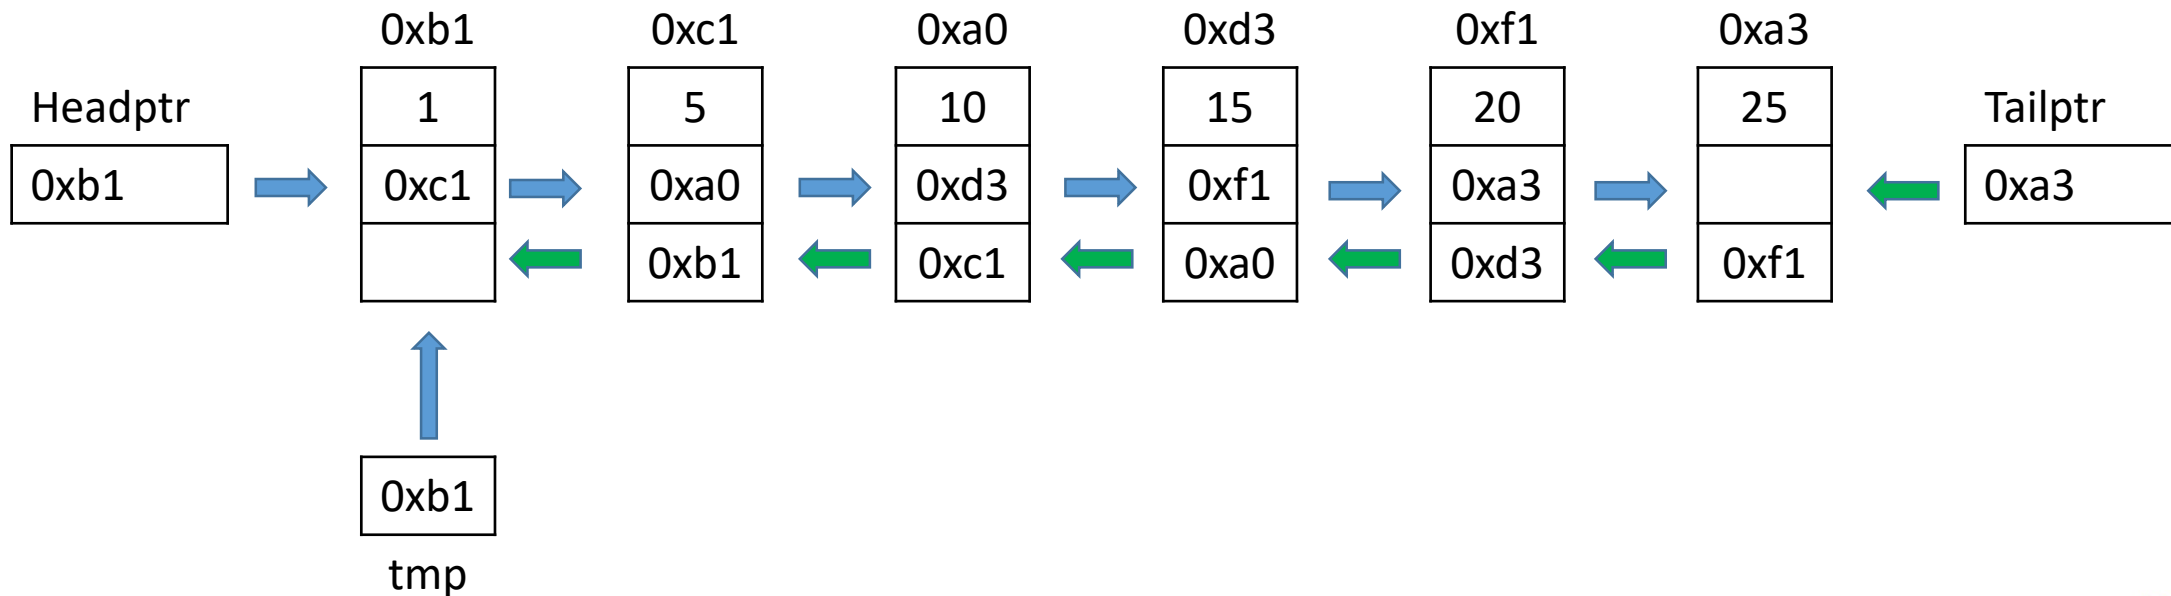 0xb1 0xc1 0xa0 0xd3 0xf1 0xa3
Headptr 1 5 10 15 20 25 Tailptr
0xb1 0xc1 0xa0 0xd3 0xf1 0xa3 0xa3
0xb1 0xc1 0xa0 0xd3 0xf1
0xb1
tmp